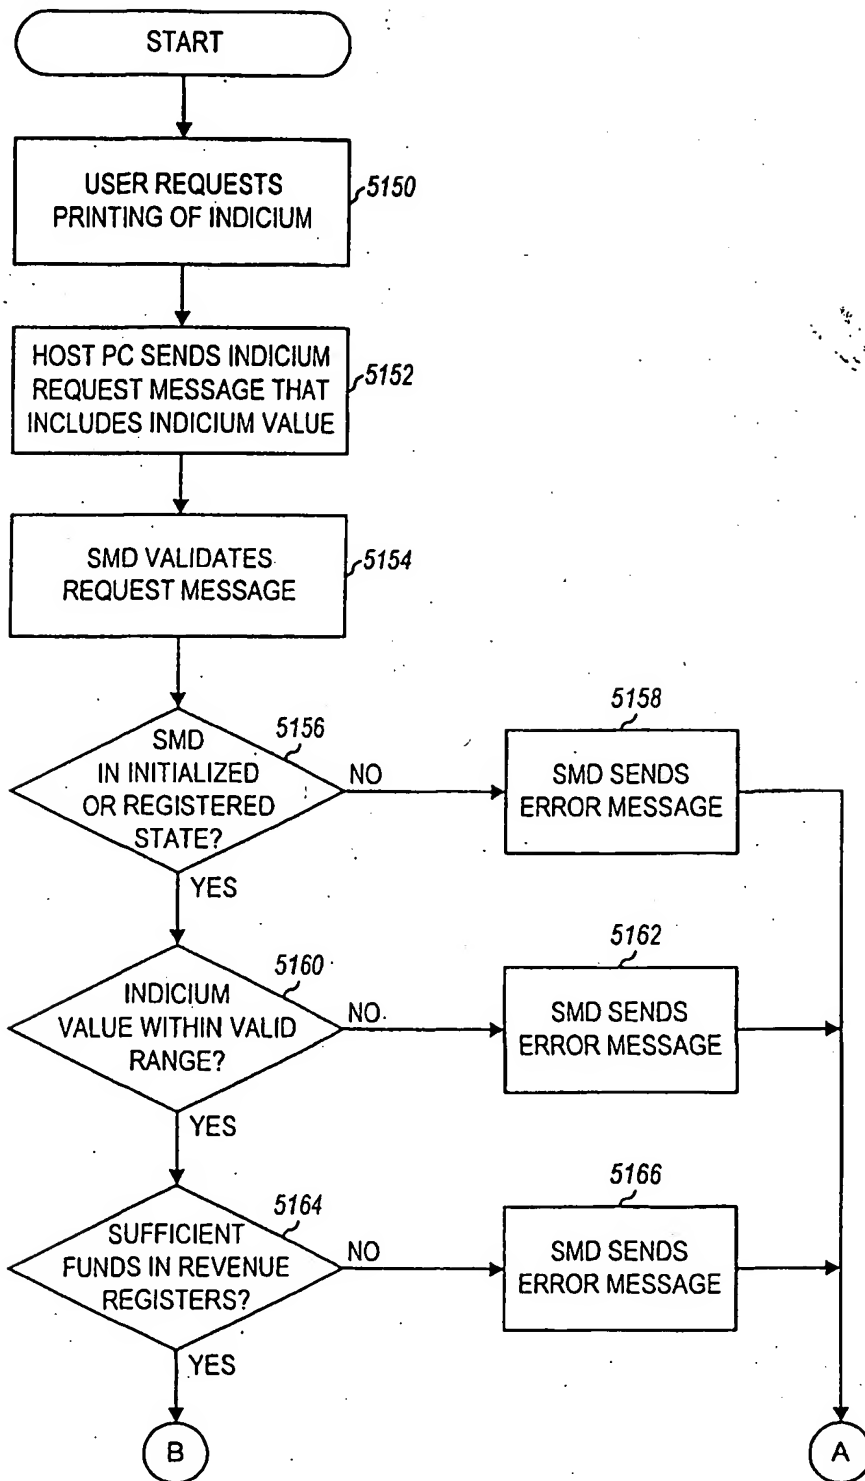 START
USER REQUESTS
PRINTING OF INDICIUM
5150
HOST PC SENDS INDICIUM
REQUEST MESSAGE THAT
INCLUDES INDICIUM VALUE
5152
SMD VALIDATES
REQUEST MESSAGE
5154
SMD
IN INITIALIZED
OR REGISTERED
STATE?
5156
NO
5158
SMD SENDS
ERROR MESSAGE
YES
INDICIUM
VALUE WITHIN VALID
RANGE?
5160
NO
5162
SMD SENDS
ERROR MESSAGE
YES
SUFFICIENT
FUNDS IN REVENUE
REGISTERS?
5164
NO
5166
SMD SENDS
ERROR MESSAGE
YES
B
A